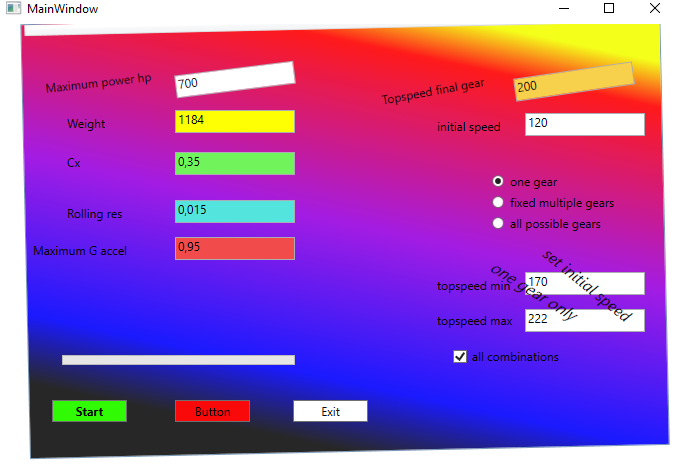 MainWindow
Maximum power hp
700
Topspeed final gear
200
Weight
1184
initial speed
120
Cx
0,35
one gear
Rolling res
0,015
fixed multiple gears
all possible gears
Maximum G accel
0,95
set initial speed
one gear only
topspeed min
170
topspeed max
222
all combinations
Start
Button
Exit